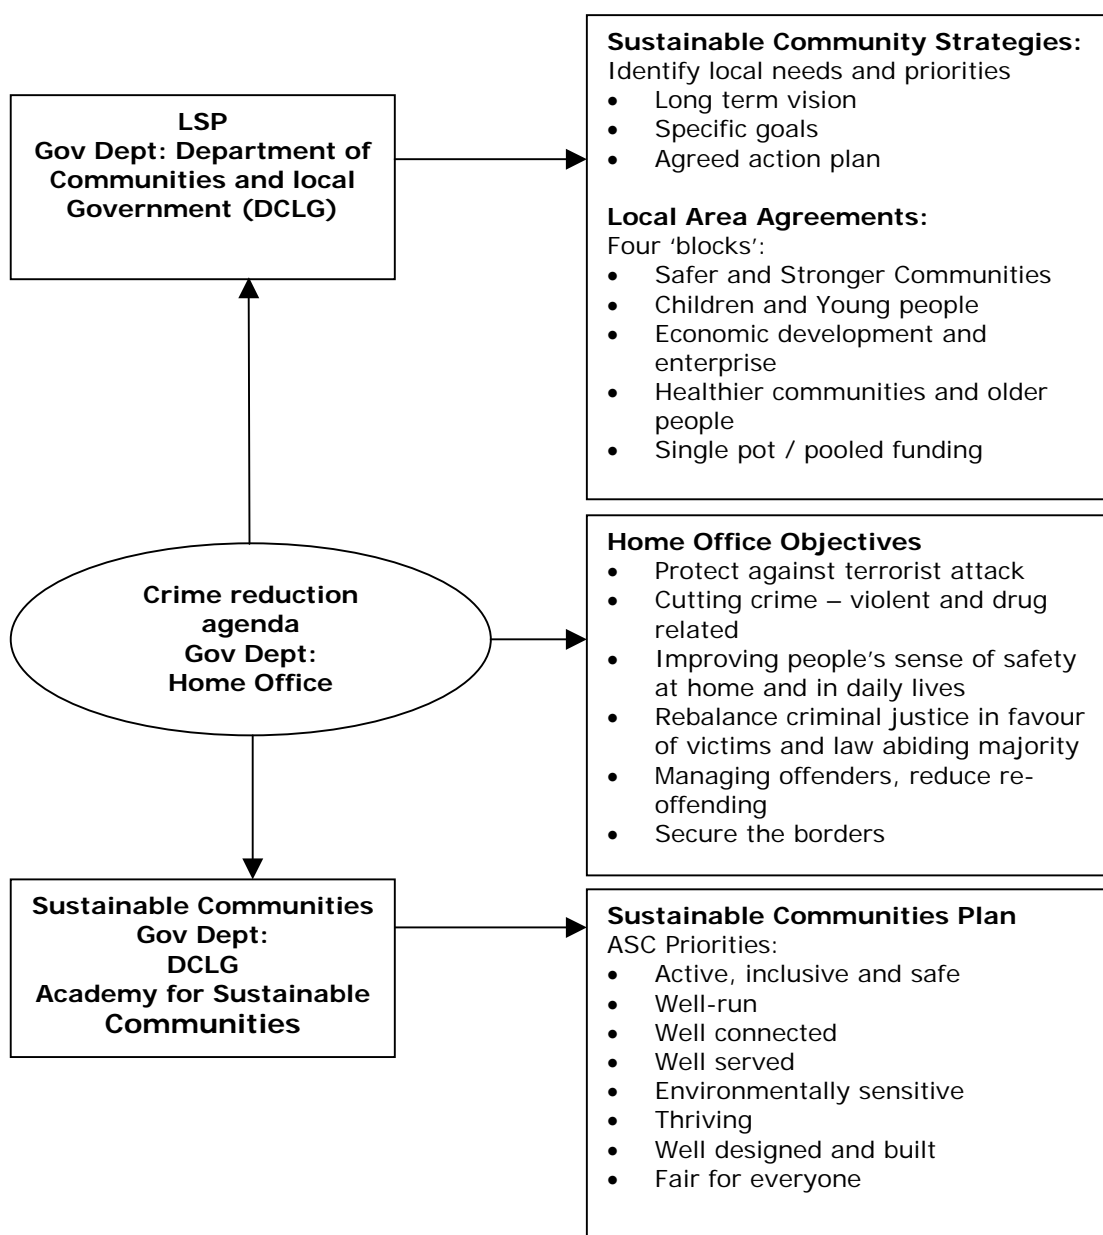 LSP
Gov Dept: Department of
Communities and local
Government (DCLG)
Sustainable Community Strategies:
Identify local needs and priorities
• Long term vision
• Specific goals
• Agreed action plan
Local Area Agreements:
Four ‘blocks’:
• Safer and Stronger Communities
• Children and Young people
• Economic development and
enterprise
• Healthier communities and older
people
• Single pot / pooled funding
Crime reduction
agenda
Gov Dept:
Home Office
Home Office Objectives
• Protect against terrorist attack
• Cutting crime – violent and drug
related
• Improving people’s sense of safety
at home and in daily lives
• Rebalance criminal justice in favour
of victims and law abiding majority
• Managing offenders, reduce re-
offending
• Secure the borders
Sustainable Communities
Gov Dept:
DCLG
Academy for Sustainable
Communities
Sustainable Communities Plan
ASC Priorities:
• Active, inclusive and safe
• Well-run
• Well connected
• Well served
• Environmentally sensitive
• Thriving
• Well designed and built
• Fair for everyone